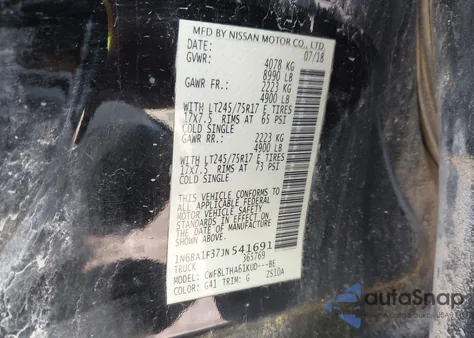 MFD BY NISSAN MOTOR CO., LTD.
DATE: 07/18
GVWR: 4078 KG
8990 LB
GAWR FR.: 2223 KG
4900 LB
WITH LT245/75R17 E TIRES
17X7.5 RIMS AT 65 PSI
COLD SINGLE
GAWR RR.: 2223 KG
4900 LB
WITH LT245/75R17 E TIRES
17X7.5 RIMS AT 73 PSI
COLD SINGLE
THIS VEHICLE CONFORMS TO
ALL APPLICABLE FEDERAL
MOTOR VEHICLE SAFETY
STANDARDS IN EFFECT ON THE
DATE OF MANUFACTURE
SHOWN ABOVE.
1N6BA1F37JN541691
TRUCK 365769
MODEL: CWF8LTHA61KUD---BE
COLOR: G41 TRIM: G ZS10A
autoSnap